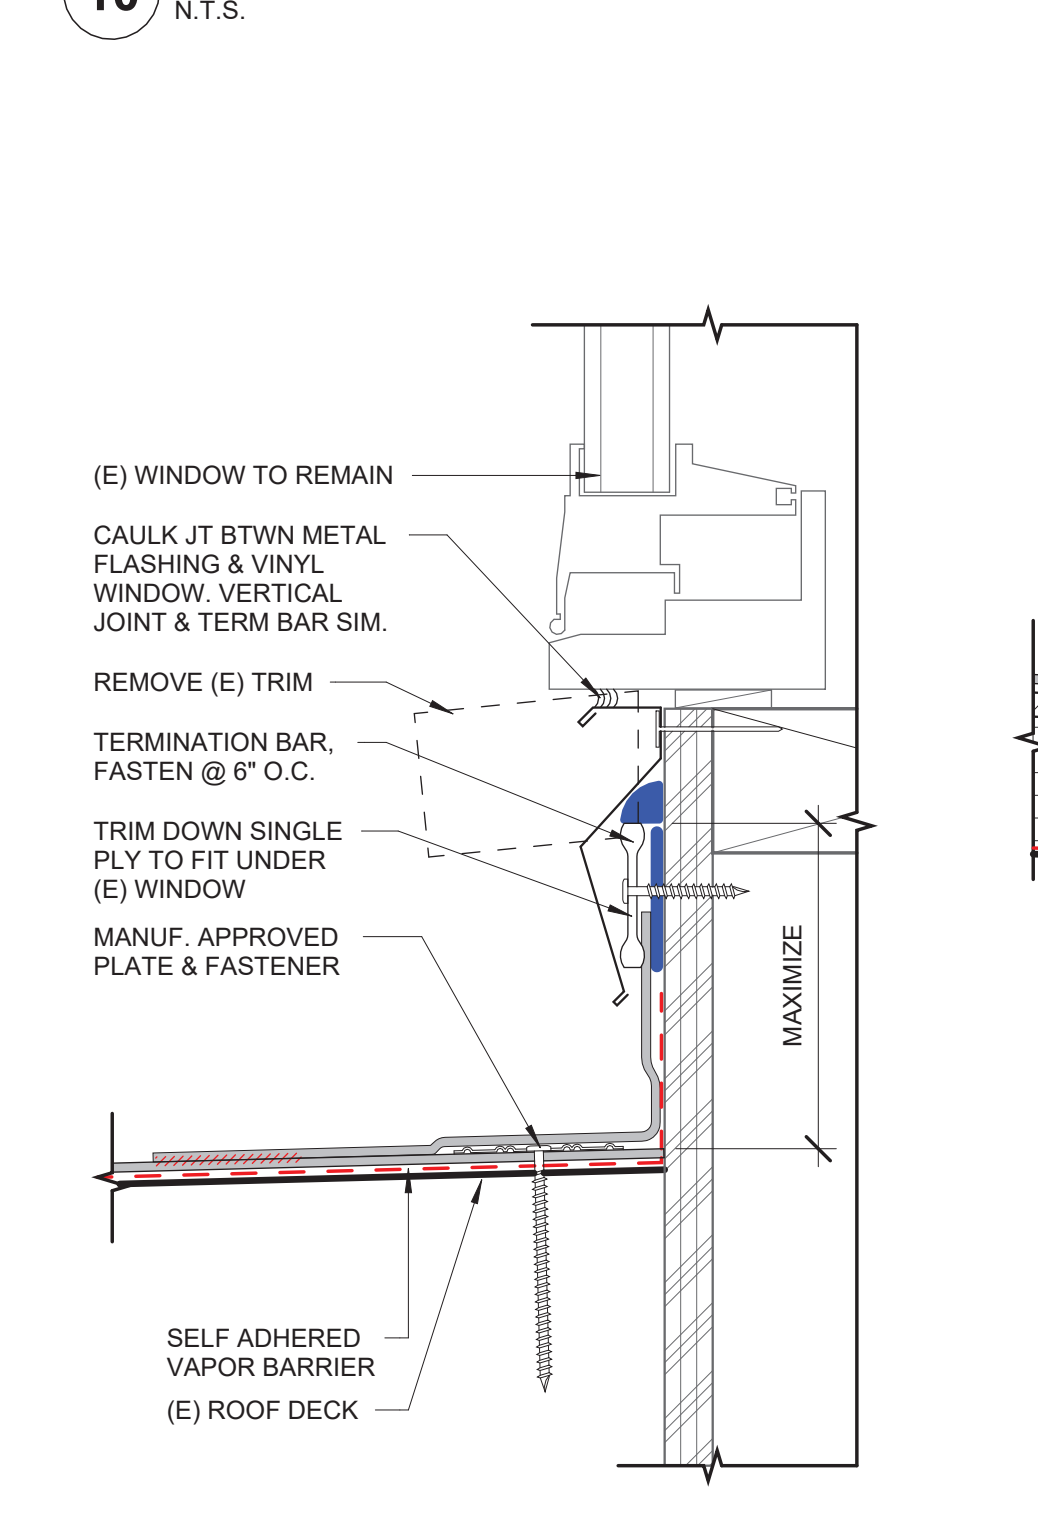 10
N.T.S.
(E) WINDOW TO REMAIN
CAULK JT BTWN METAL
FLASHING & VINYL
WINDOW. VERTICAL
JOINT & TERM BAR SIM.
REMOVE (E) TRIM
TERMINATION BAR,
FASTEN @ 6" O.C.
TRIM DOWN SINGLE
PLY TO FIT UNDER
(E) WINDOW
MANUF. APPROVED
PLATE & FASTENER
MAXIMIZE
SELF ADHERED
VAPOR BARRIER
(E) ROOF DECK